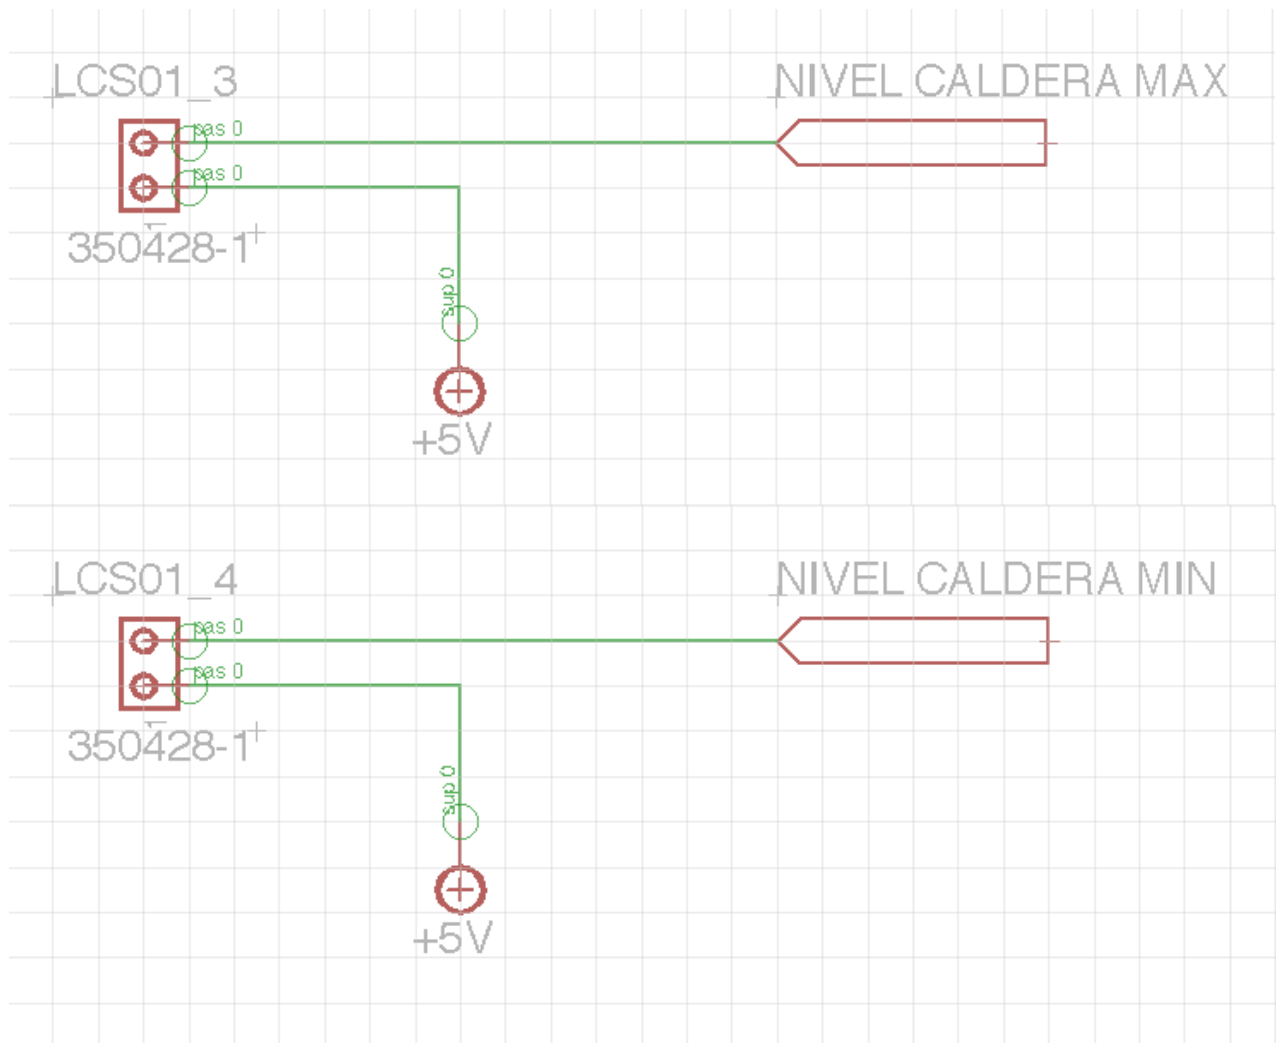 LCS01_3
NIVEL CALDERA MAX
pas 0
pas 0
350428-1
sup 0
+5V
LCS01_4
NIVEL CALDERA MIN
pas 0
pas 0
350428-1
sup 0
+5V